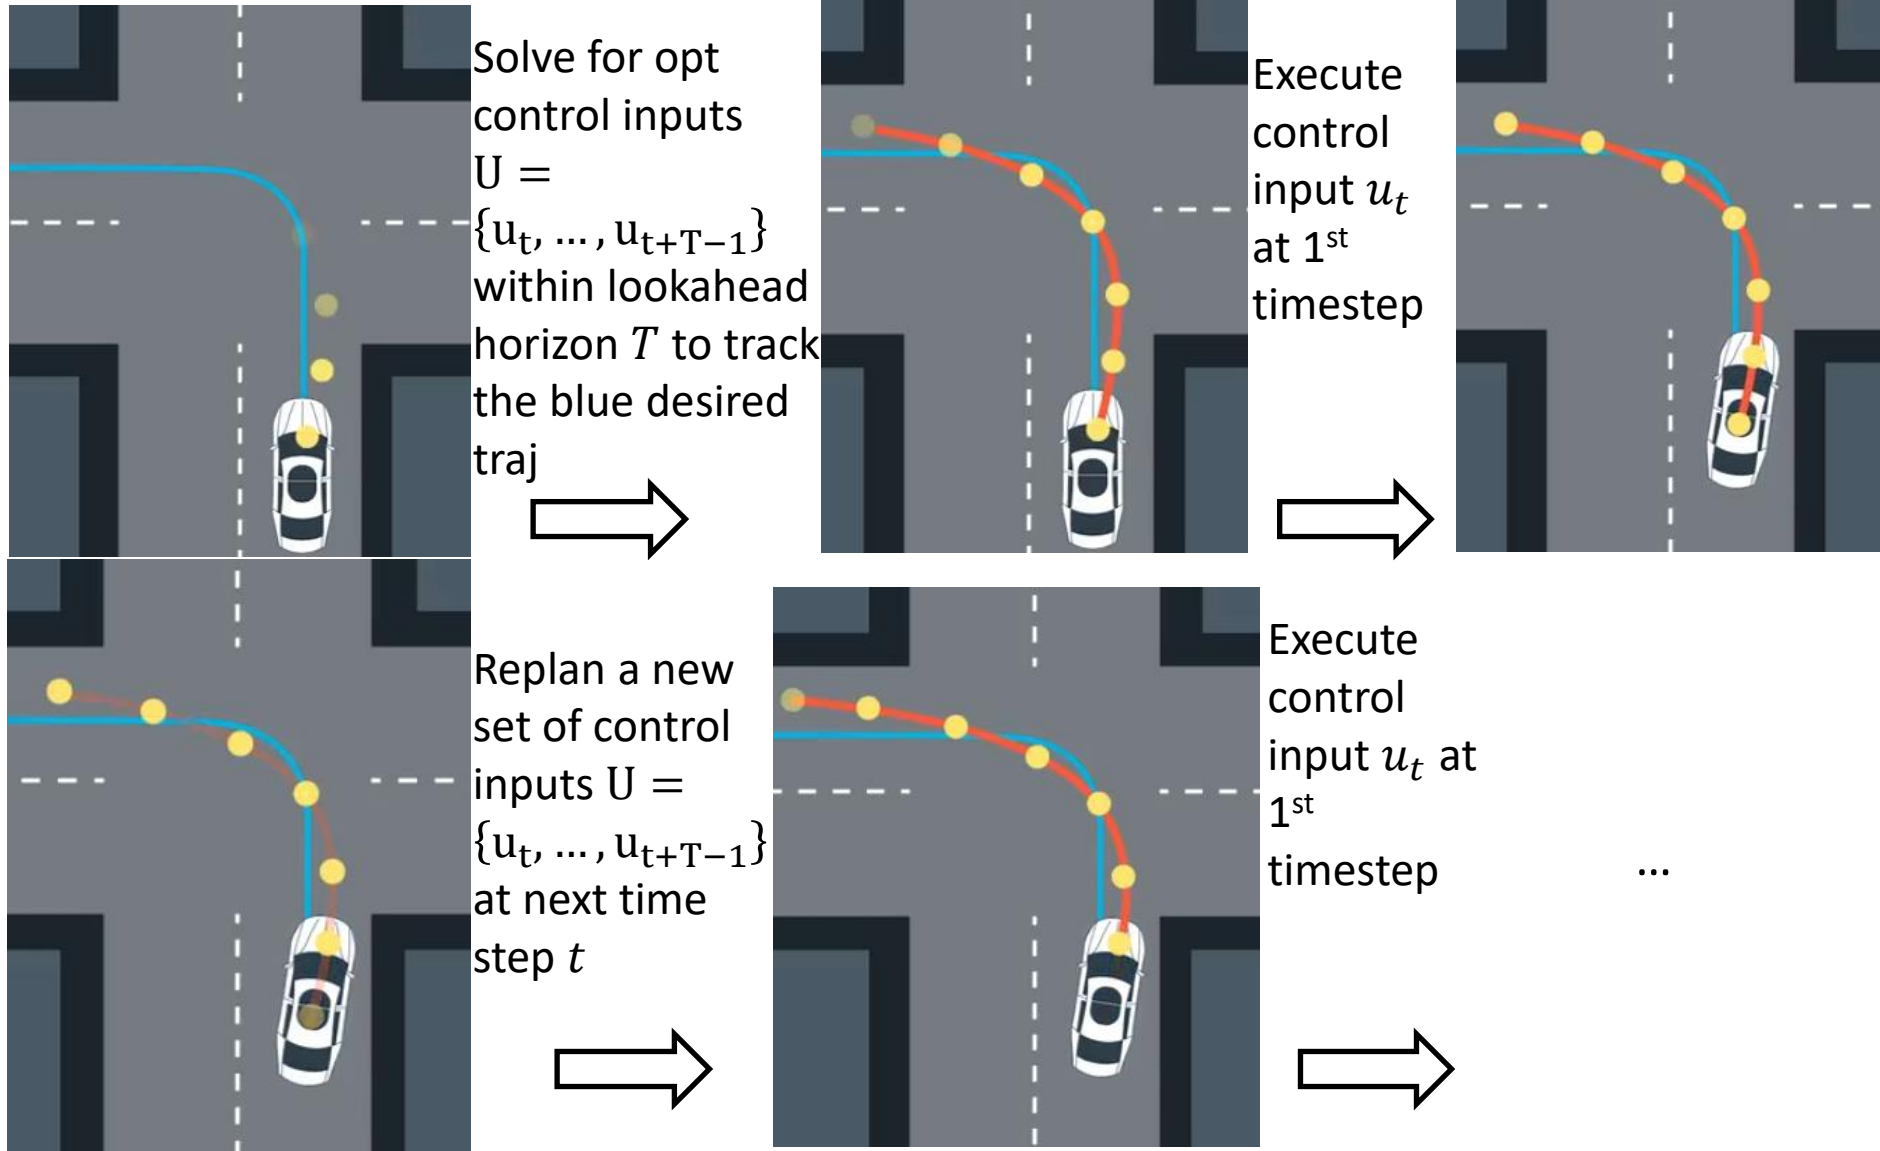 Solve for opt
control inputs
U =
{u_t, … , u_{t+T−1}}
within lookahead
horizon T to track
the blue desired
traj
Execute
control
input u_t
at 1st
timestep
Replan a new
set of control
inputs U =
{u_t, … , u_{t+T−1}}
at next time
step t
Execute
control
input u_t at
1st
timestep
…